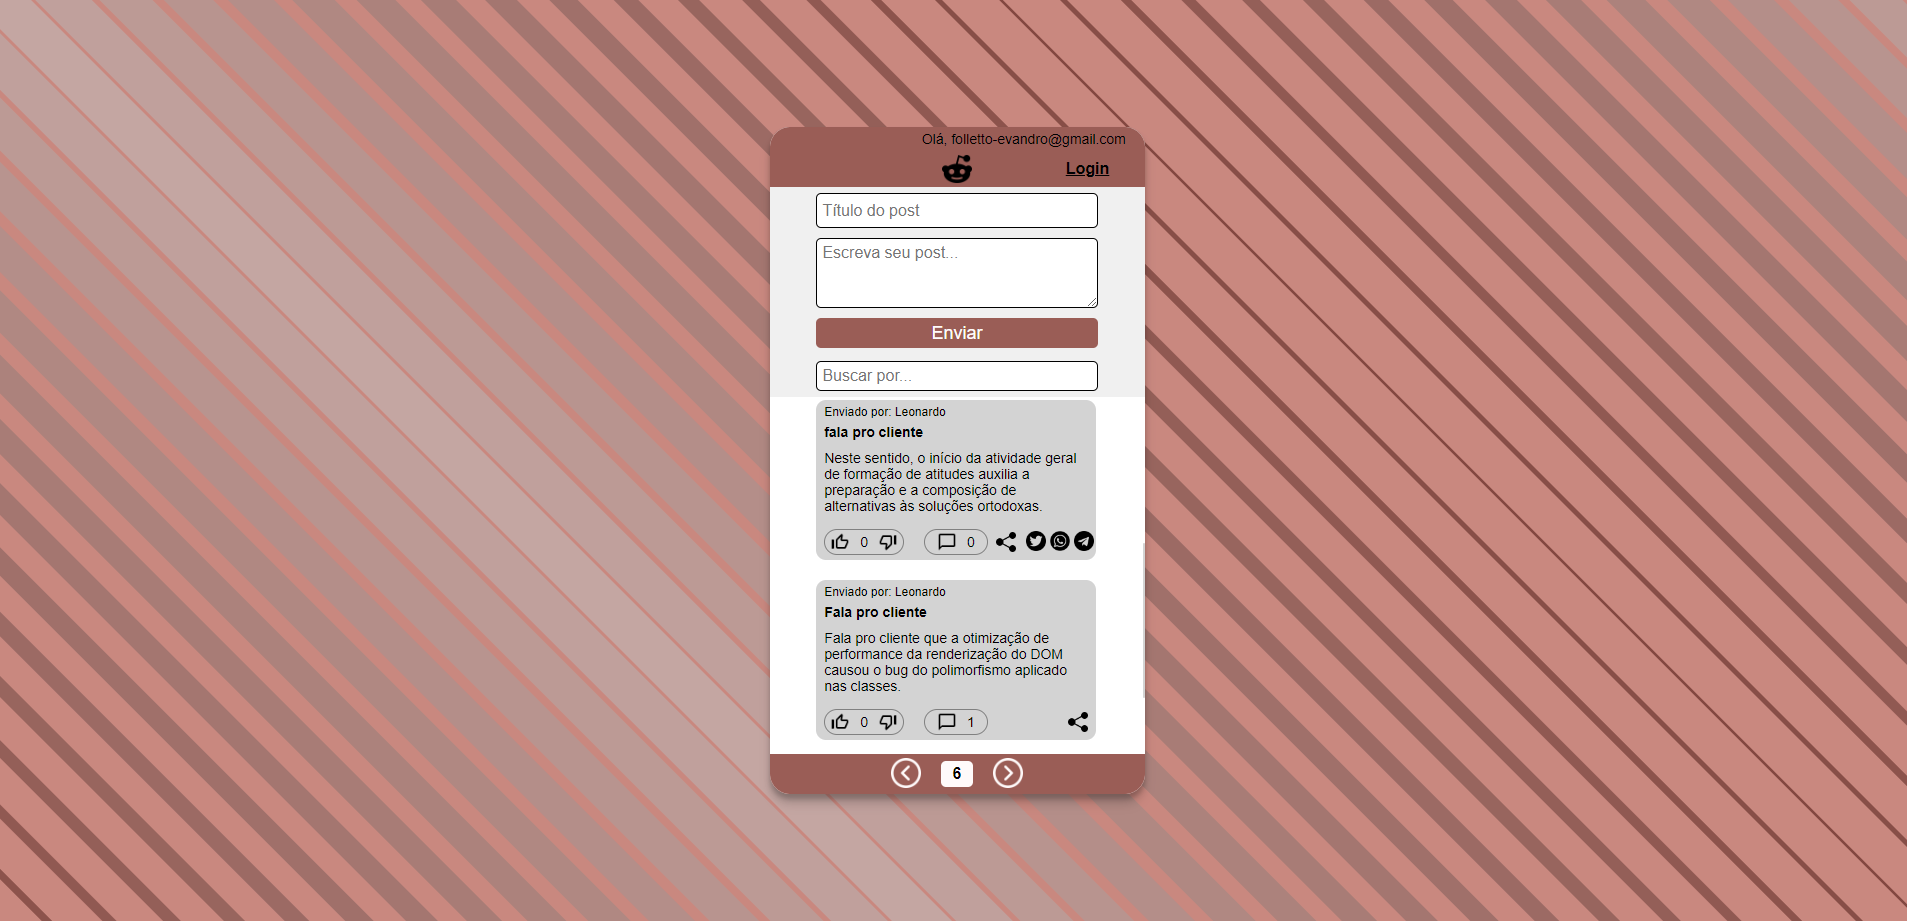 Olá, folletto-evandro@gmail.com
Login
Título do post
Escreva seu post...
Enviar
Buscar por...
Enviado por: Leonardo
fala pro cliente
Neste sentido, o início da atividade geral
de formação de atitudes auxilia a
preparação e a composição de
alternativas às soluções ortodoxas.
0 0
Enviado por: Leonardo
Fala pro cliente
Fala pro cliente que a otimização de
performance da renderização do DOM
causou o bug do polimorfismo aplicado
nas classes.
0 1
6